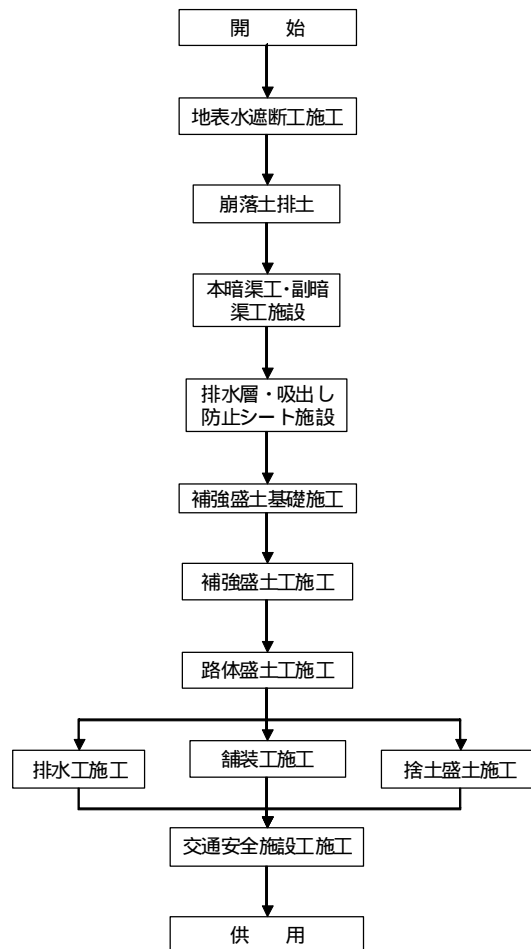 開　始
地表水遮断工施工
崩落土排土
本暗渠工・副暗
渠工施設
排水層・吸出し
防止シート施設
補強盛土基礎施工
補強盛土工施工
路体盛土工施工
排水工施工
舗装工施工
捨土盛土施工
交通安全施設工施工
供　用